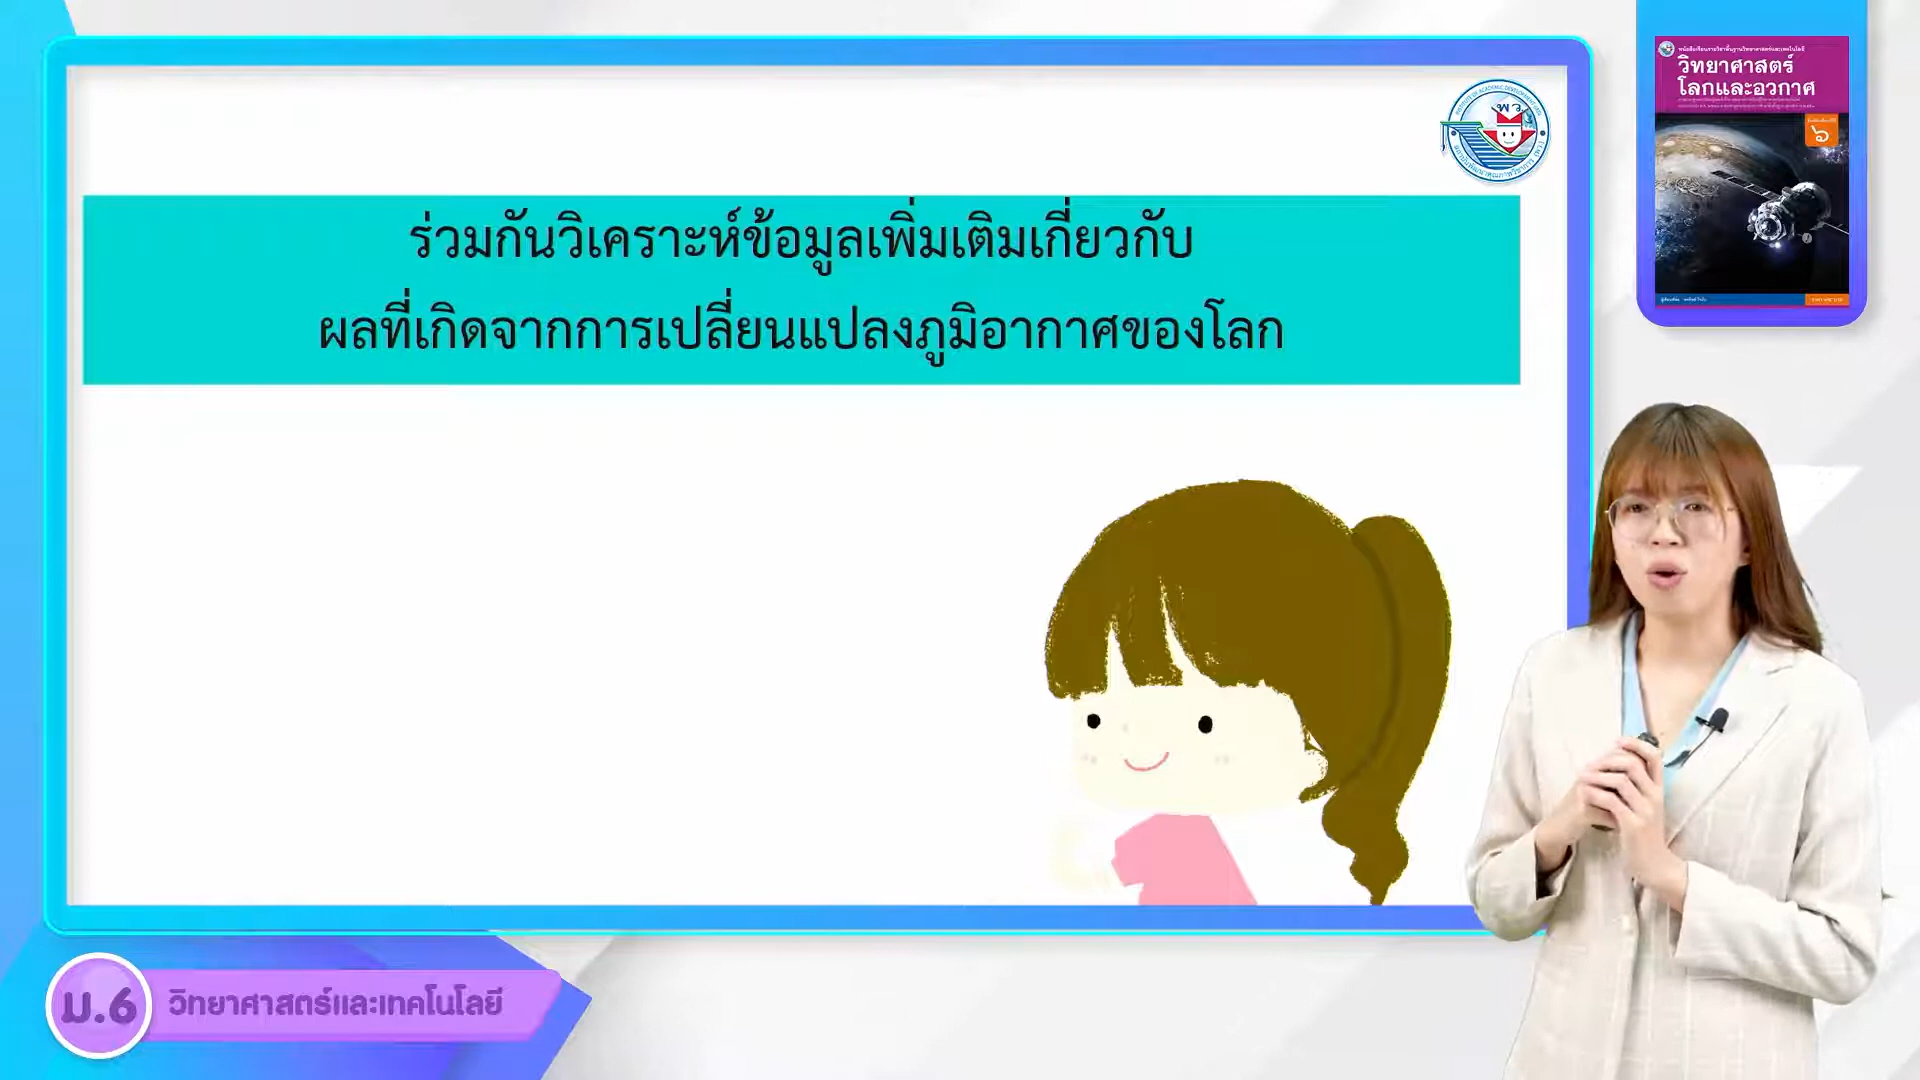 พว.
ร่วมกันวิเคราะห์ข้อมูลเพิ่มเติมเกี่ยวกับ
ผลที่เกิดจากการเปลี่ยนแปลงภูมิอากาศของโลก
วิทยาศาสตร์
โลกและอวกาศ
๖
ม.6
วิทยาศาสตร์และเทคโนโลยี